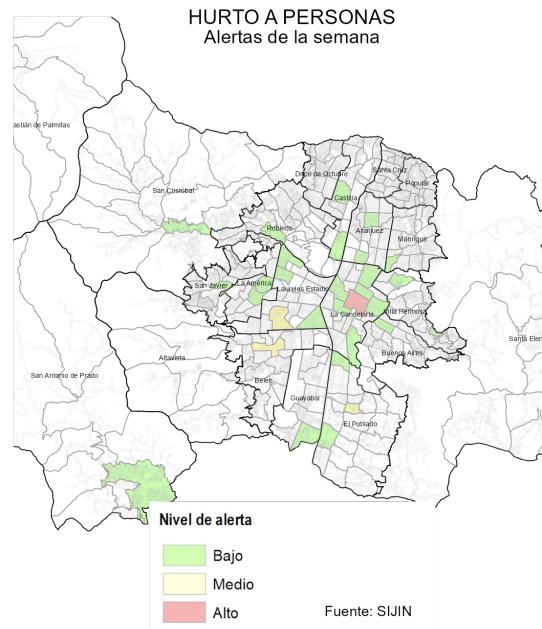 HURTO A PERSONAS
Alertas de la semana
astián de Palmitas
Doce de Octubre
Santa Cruz
Popular
San Cristóbal
Castilla
Robledo
Aranjuez
Manrique
San Javier
La América
Laureles Estadio
La Candelaria
Villa Hermosa
Santa Elen
Altavista
Buenos Aires
San Antonio de Prado
Belén
Guayabal
El Poblado
Nivel de alerta
Bajo
Medio
Alto
Fuente: SIJIN